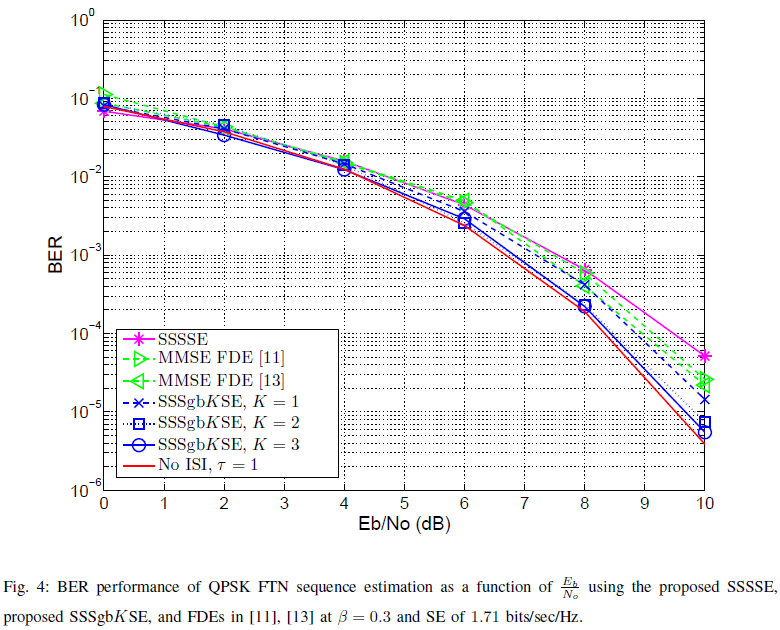 10^0
10^-1
10^-2
10^-3
10^-4
10^-5
10^-6
BER
SSSSE
MMSE FDE [11]
MMSE FDE [13]
SSSgbKSE, K = 1
SSSgbKSE, K = 2
SSSgbKSE, K = 3
No ISI, τ = 1
0 1 2 3 4 5 6 7 8 9 10
Eb/No (dB)
Fig. 4: BER performance of QPSK FTN sequence estimation as a function of E_b/N_o using the proposed SSSSE,
proposed SSSgbKSE, and FDEs in [11], [13] at β = 0.3 and SE of 1.71 bits/sec/Hz.